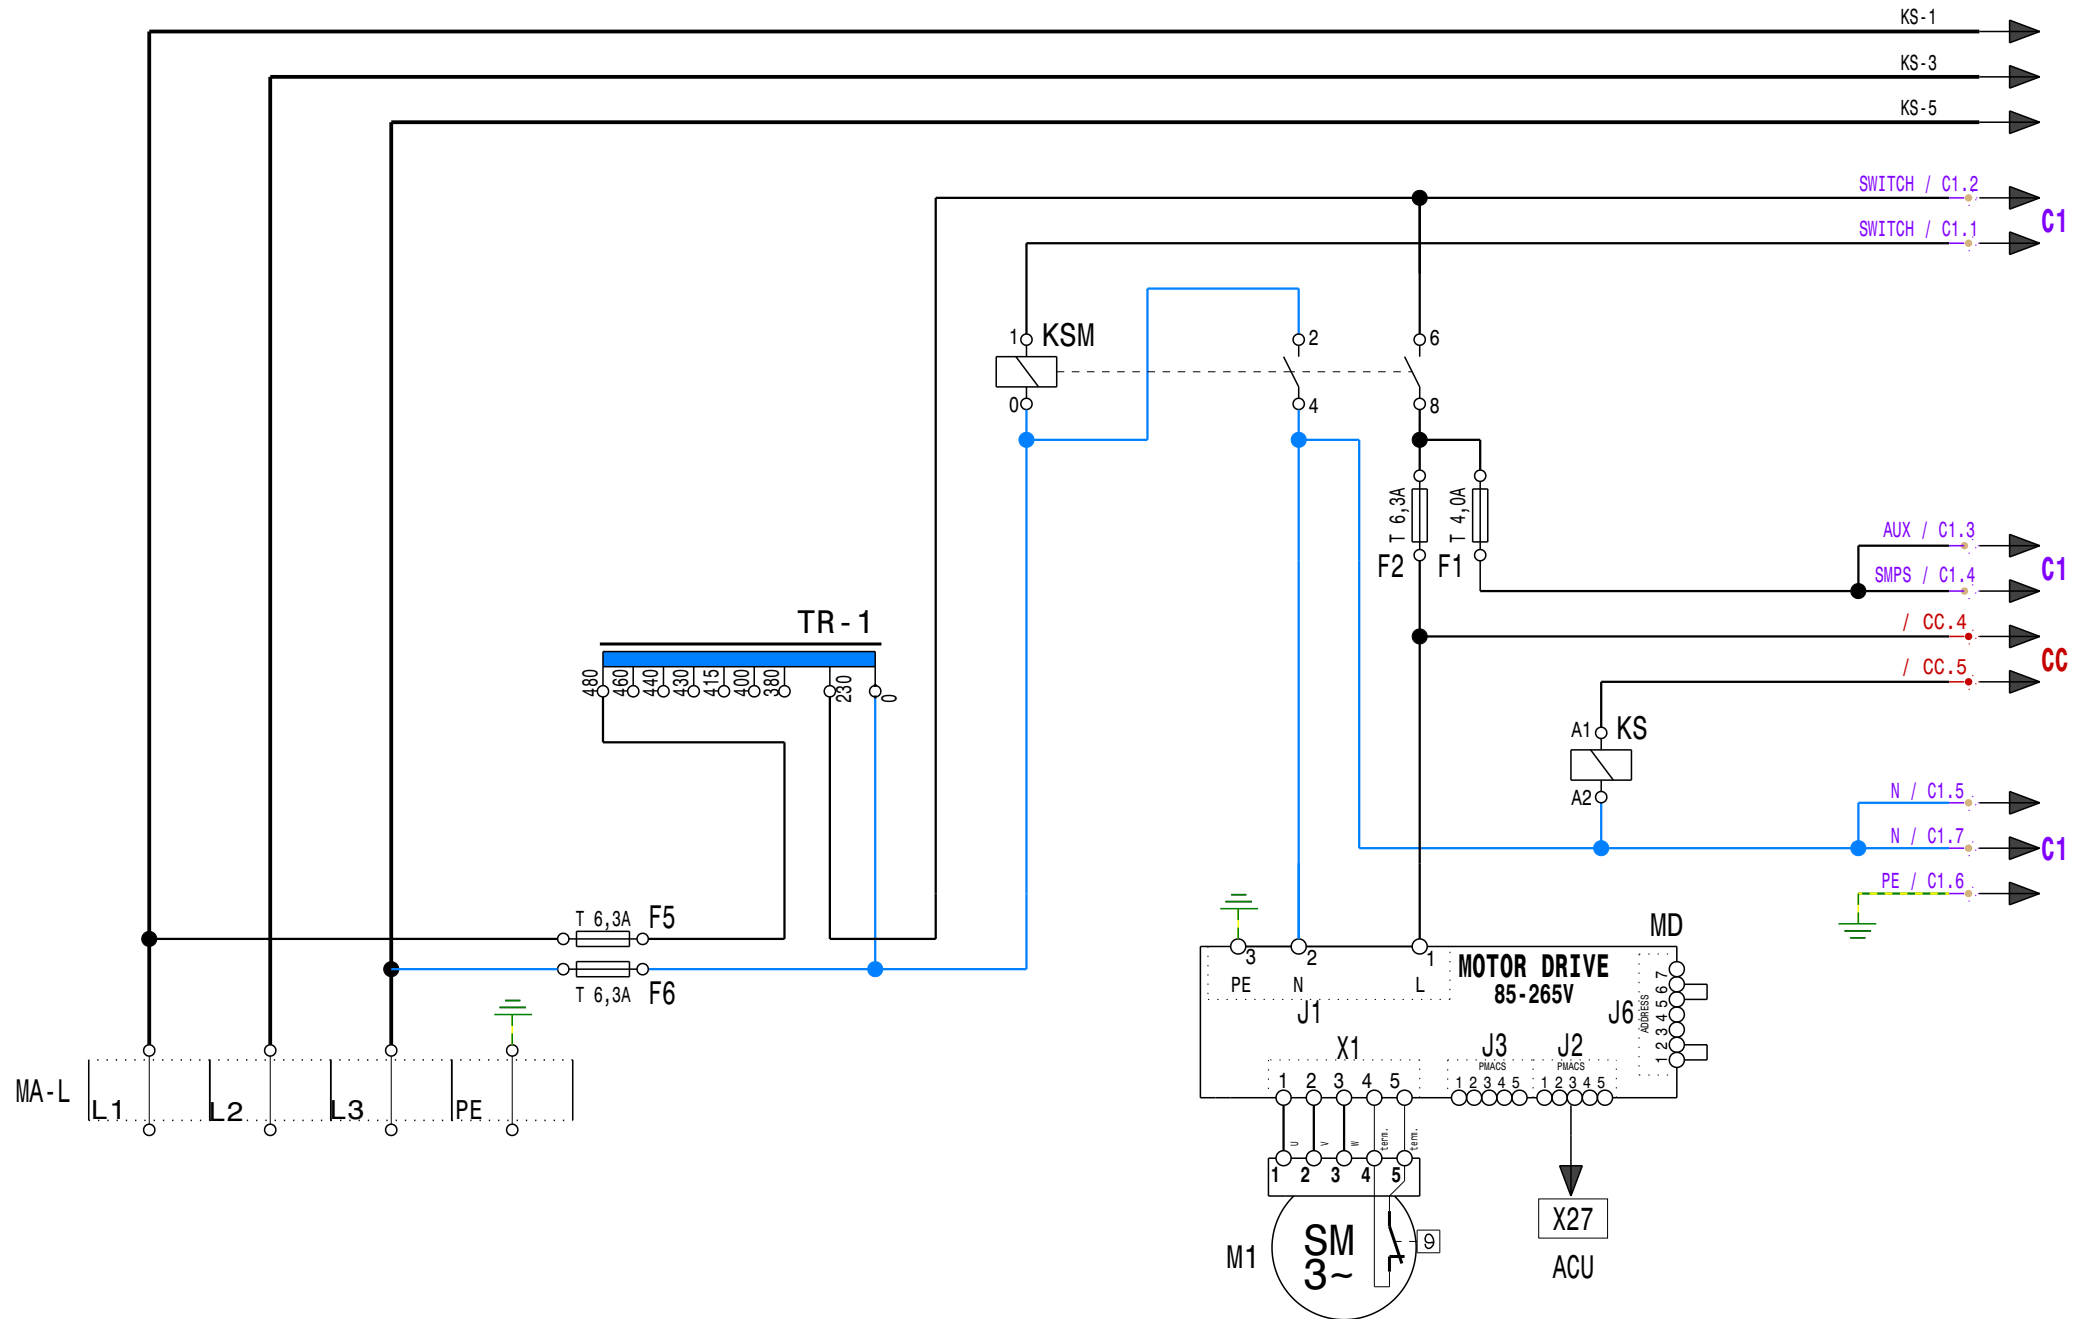 KS-1
KS-3
KS-5
SWITCH / C1.2
C1
SWITCH / C1.1
1 KSM 2 6
0 4 8
T 6,3A T 4,0A
F2 F1
AUX / C1.3
C1
SMPS / C1.4
/ CC.4
CC
/ CC.5
TR-1
480 460 440 430 415 400 380 230 0
A1 KS
A2
N / C1.5
N / C1.7 C1
PE / C1.6
T 6,3A F5
T 6,3A F6
MD
3 2 1 MOTOR DRIVE
PE N L 85-265V
J1
J6 ADDRESS 1 2 3 4 5 6 7
X1 J3 J2
PMACS PMACS
1 2 3 4 5 1 2 3 4 5 1 2 3 4 5
MA-L L1 L2 L3 PE
U V W term. term.
1 2 3 4 5
M1 SM 3~
X27
ACU